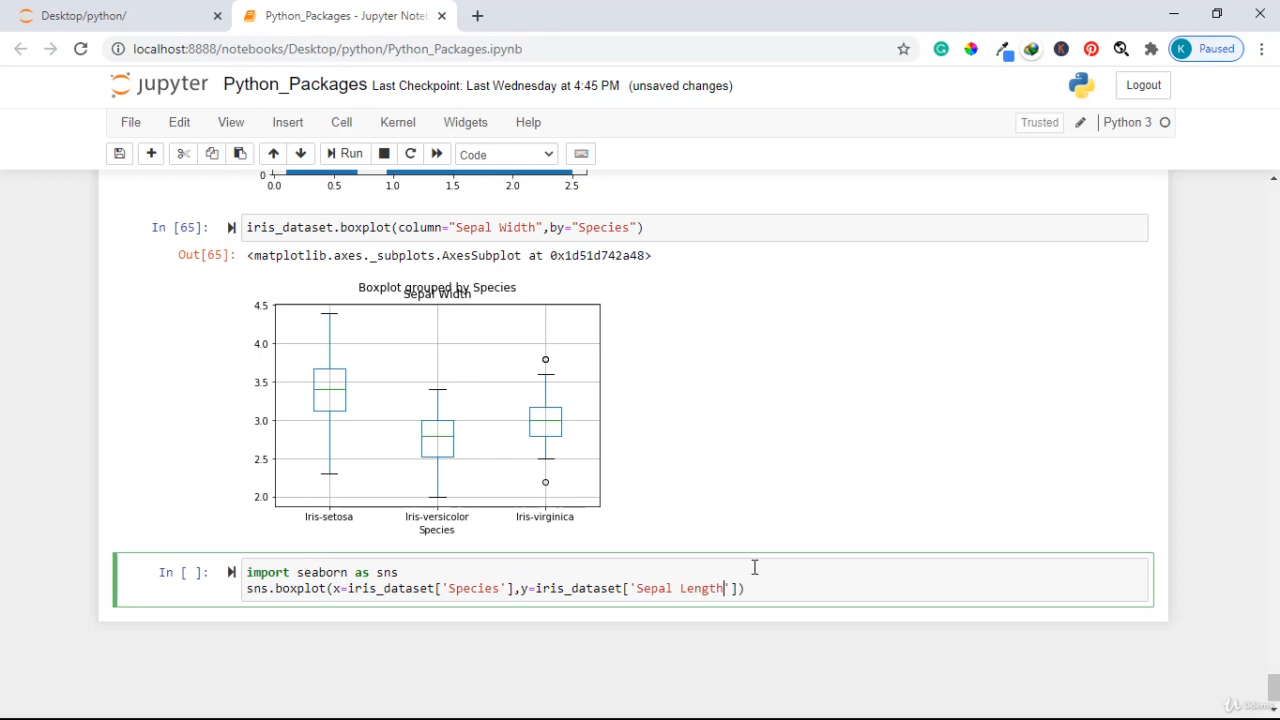 Desktop/python/
Python_Packages - Jupyter Noteb
localhost:8888/notebooks/Desktop/python/Python_Packages.ipynb
K Paused
jupyter Python_Packages Last Checkpoint: Last Wednesday at 4:45 PM (unsaved changes)
Logout
File Edit View Insert Cell Kernel Widgets Help
Trusted
Python 3
Run
Code
0
0.0 0.5 1.0 1.5 2.0 2.5
In [65]: iris_dataset.boxplot(column="Sepal Width",by="Species")
Out[65]: <matplotlib.axes._subplots.AxesSubplot at 0x1d51d742a48>
Boxplot grouped by Species
Sepal Width
4.5
4.0
3.5
3.0
2.5
2.0
Iris-setosa Iris-versicolor Iris-virginica
Species
In [ ]: import seaborn as sns
sns.boxplot(x=iris_dataset['Species'],y=iris_dataset['Sepal Length'])
Udemy